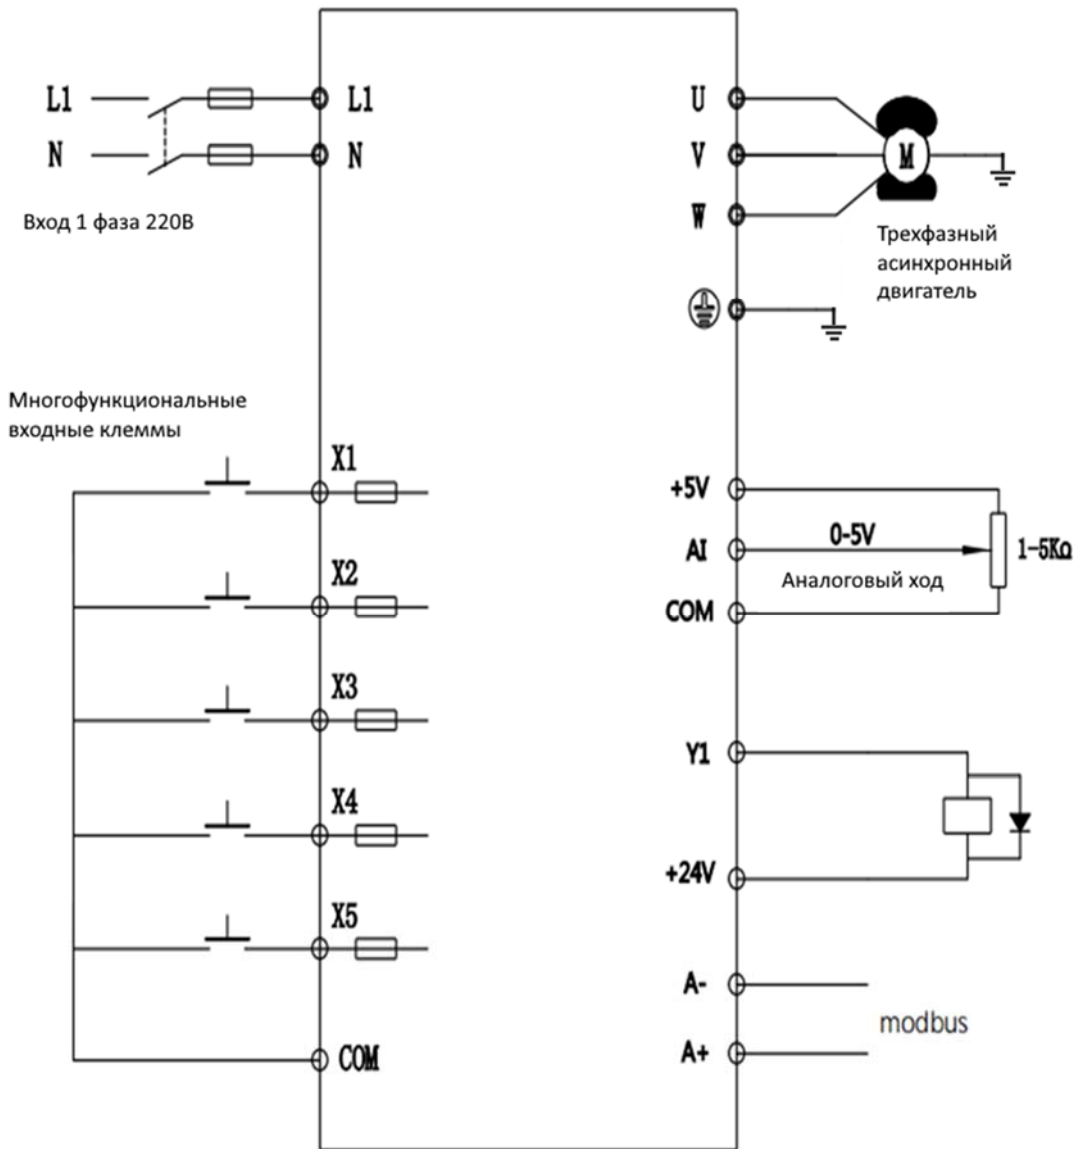 L1
L1
N
N
Вход 1 фаза 220В
U
V
W
M
Трехфазный
асинхронный
двигатель
Многофункциональные
входные клеммы
X1
X2
X3
X4
X5
COM
+5V
AI
0-5V
Аналоговый ход
COM
1-5KΩ
Y1
+24V
A-
A+
modbus